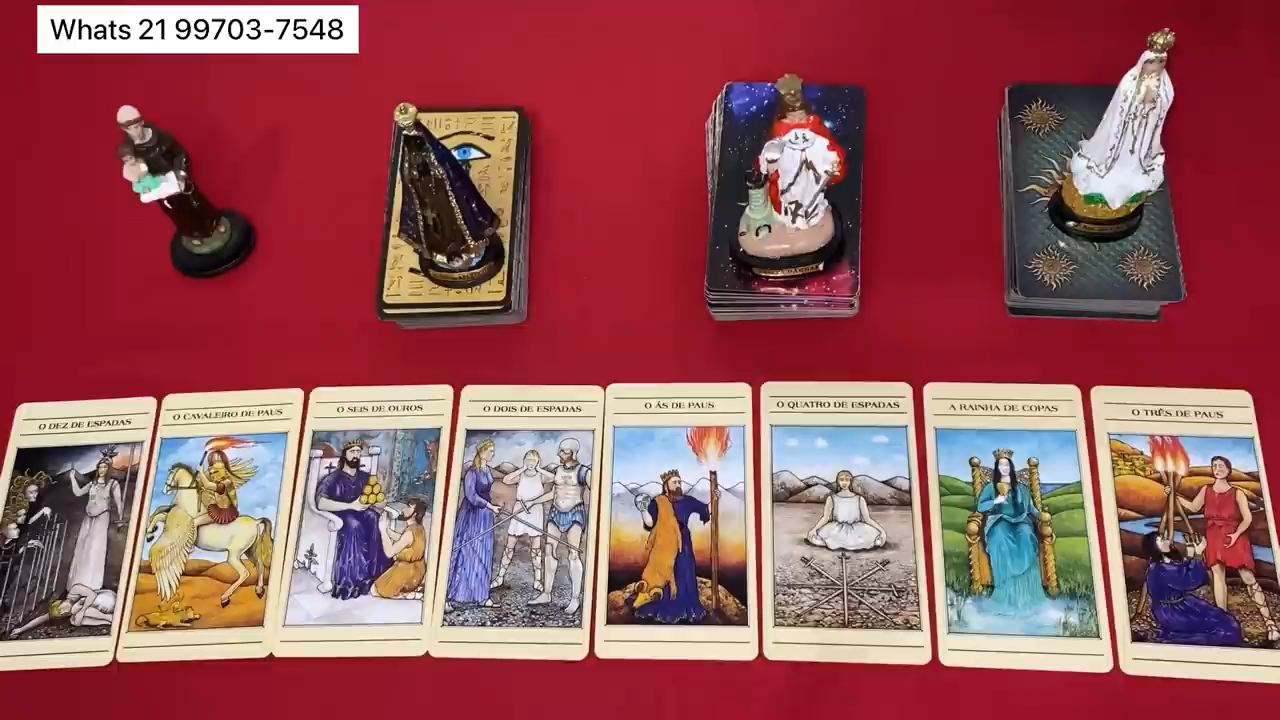 Whats 21 99703-7548
O DEZ DE ESPADAS
O CAVALEIRO DE PAUS
O SEIS DE OUROS
O DOIS DE ESPADAS
O ÁS DE PAUS
O QUATRO DE ESPADAS
A RAINHA DE COPAS
O TRÊS DE PAUS